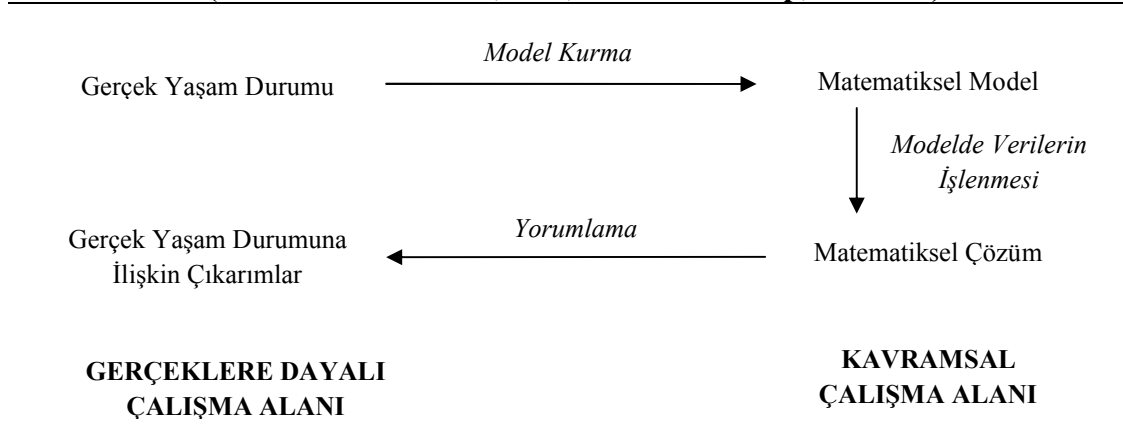 Model Kurma
Gerçek Yaşam Durumu
Matematiksel Model
Modelde Verilerin
İşlenmesi
Yorumlama
Gerçek Yaşam Durumuna
İlişkin Çıkarımlar
Matematiksel Çözüm
GERÇEKLERE DAYALI
ÇALIŞMA ALANI
KAVRAMSAL
ÇALIŞMA ALANI